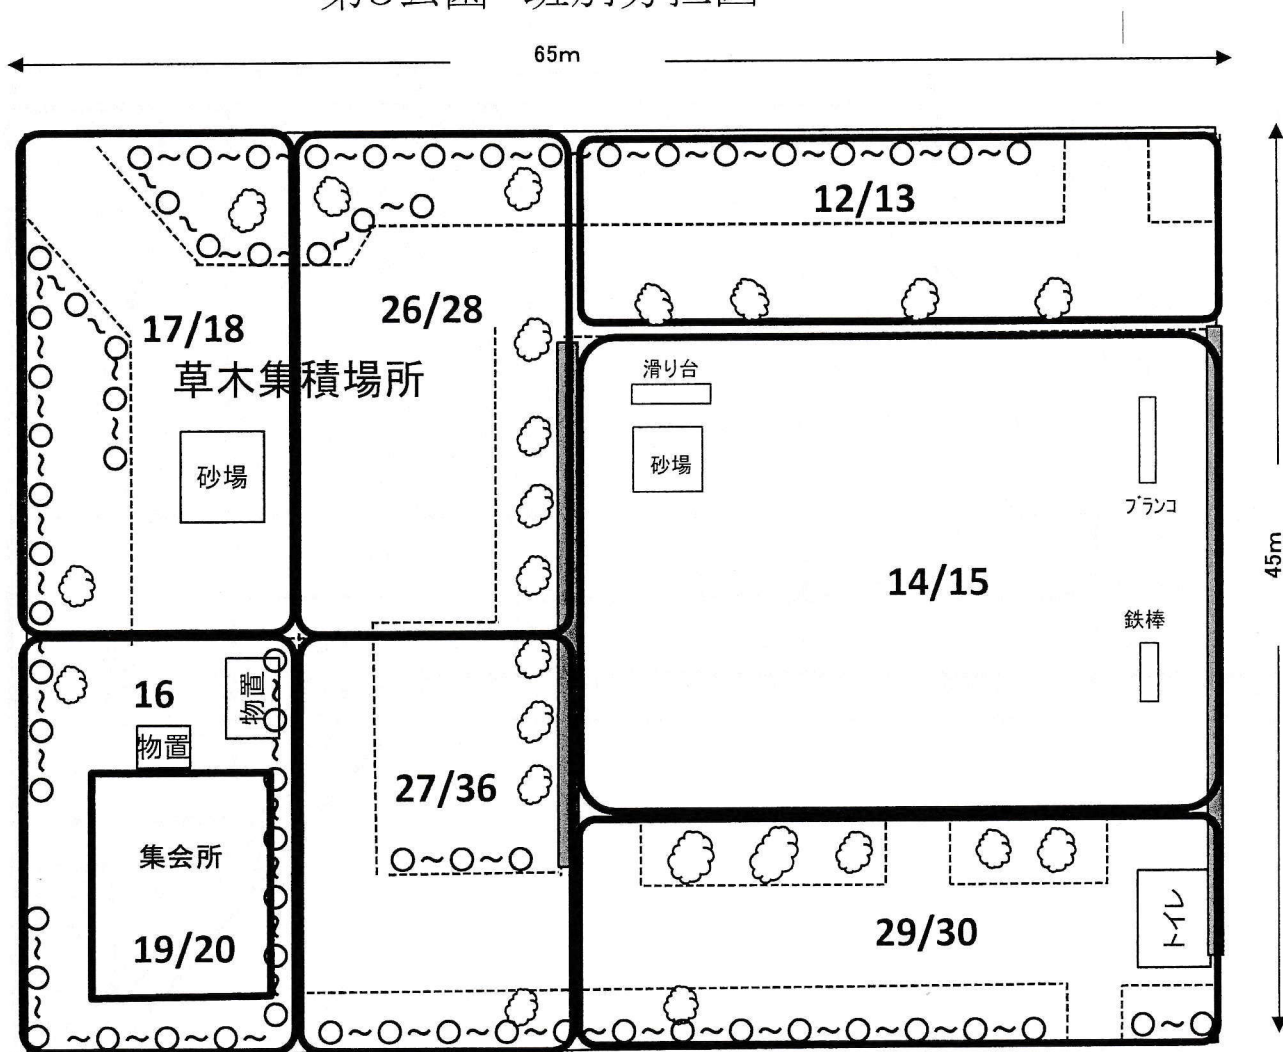 65m
12/13
26/28
17/18
草木集積場所
滑り台
砂場
砂場
ブランコ
14/15
45m
鉄棒
16
物置
物置
27/36
集会所
19/20
29/30
トイレ